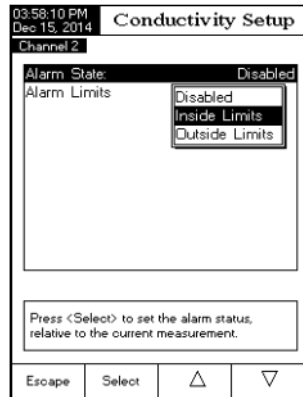 03:58:10 PM
Dec 15, 2014
Conductivity Setup
Channel 2
Alarm State: Disabled
Alarm Limits
Disabled
Inside Limits
Outside Limits
Press <Select> to set the alarm status,
relative to the current measurement.
Escape Select △ ▽